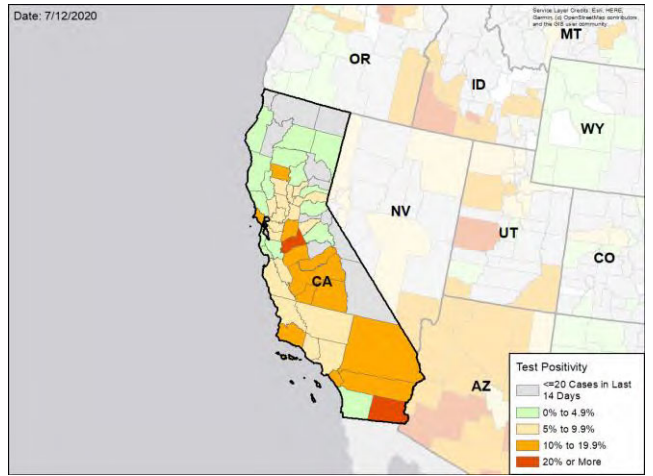 Date: 7/12/2020
Service Layer Credits: Esri, HERE,
Garmin, (c) OpenStreetMap contributors,
and the GIS user community
MT
OR
ID
WY
NV
UT
CO
CA
AZ
Test Positivity
<=20 Cases in Last
14 Days
0% to 4.9%
5% to 9.9%
10% to 19.9%
20% or More